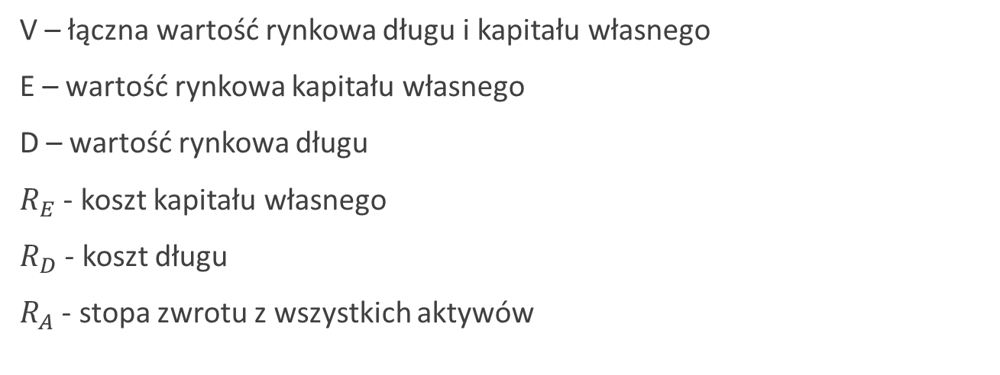 V – łączna wartość rynkowa długu i kapitału własnego
E – wartość rynkowa kapitału własnego
D – wartość rynkowa długu
R_E - koszt kapitału własnego
R_D - koszt długu
R_A - stopa zwrotu z wszystkich aktywów